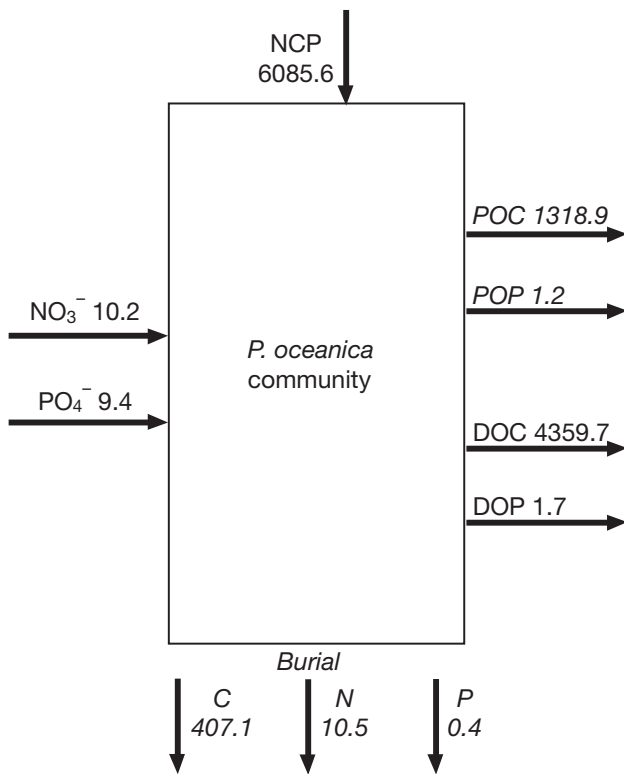 NCP
6085.6
POC 1318.9
POP 1.2
NO₃⁻ 10.2
PO₄⁻ 9.4
P. oceanica
community
DOC 4359.7
DOP 1.7
Burial
C
407.1
N
10.5
P
0.4